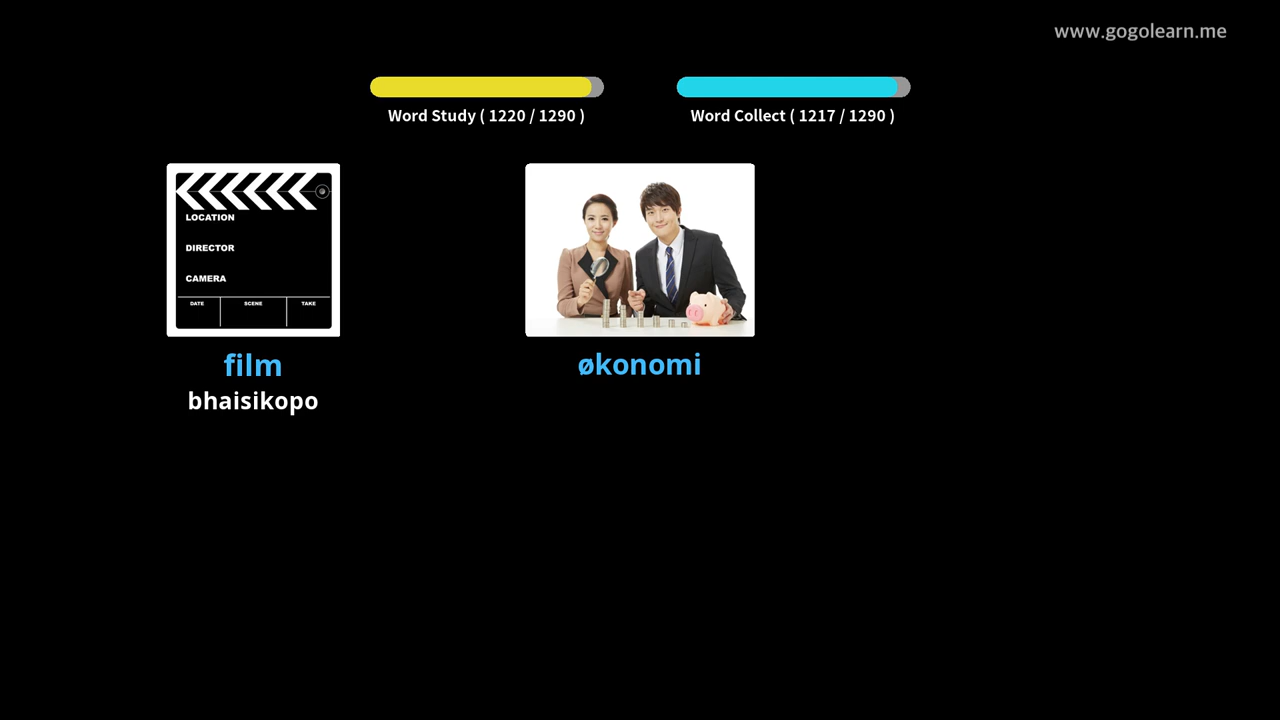 www.gogolearn.me
Word Study ( 1220 / 1290 )
Word Collect ( 1217 / 1290 )
LOCATION
DIRECTOR
CAMERA
DATE SCENE TAKE
film
økonomi
bhaisikopo